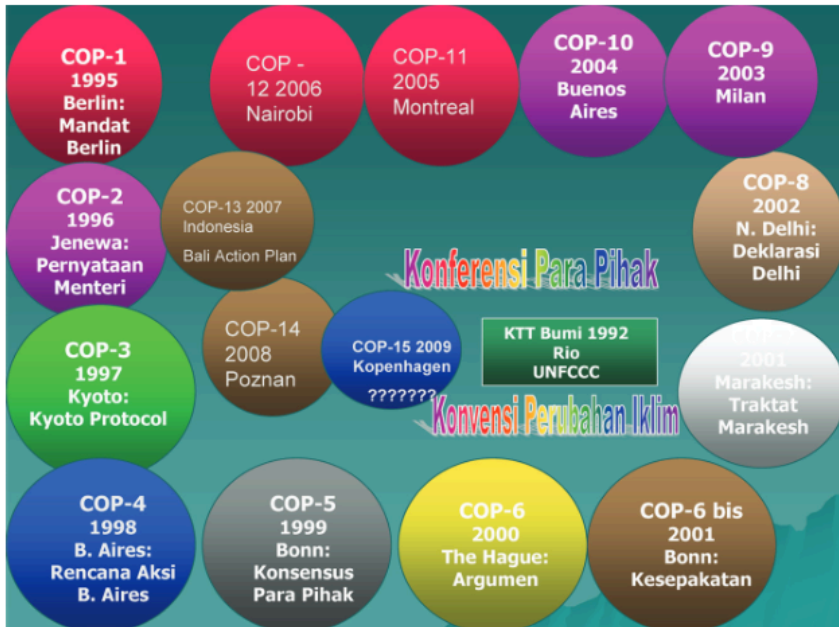 COP-1
1995
Berlin:
Mandat
Berlin
COP -
12 2006
Nairobi
COP-11
2005
Montreal
COP-10
2004
Buenos
Aires
COP-9
2003
Milan
COP-2
1996
Jenewa:
Pernyataan
Menteri
COP-13 2007
Indonesia
Bali Action Plan
COP-8
2002
N. Delhi:
Deklarasi
Delhi
Konferensi Para Pihak
COP-3
1997
Kyoto:
Kyoto Protocol
COP-14
2008
Poznan
COP-15 2009
Kopenhagen
???????
KTT Bumi 1992
Rio
UNFCCC
2001
Marakesh:
Traktat
Marakesh
Konvensi Perubahan Iklim
COP-4
1998
B. Aires:
Rencana Aksi
B. Aires
COP-5
1999
Bonn:
Konsensus
Para Pihak
COP-6
2000
The Hague:
Argumen
COP-6 bis
2001
Bonn:
Kesepakatan